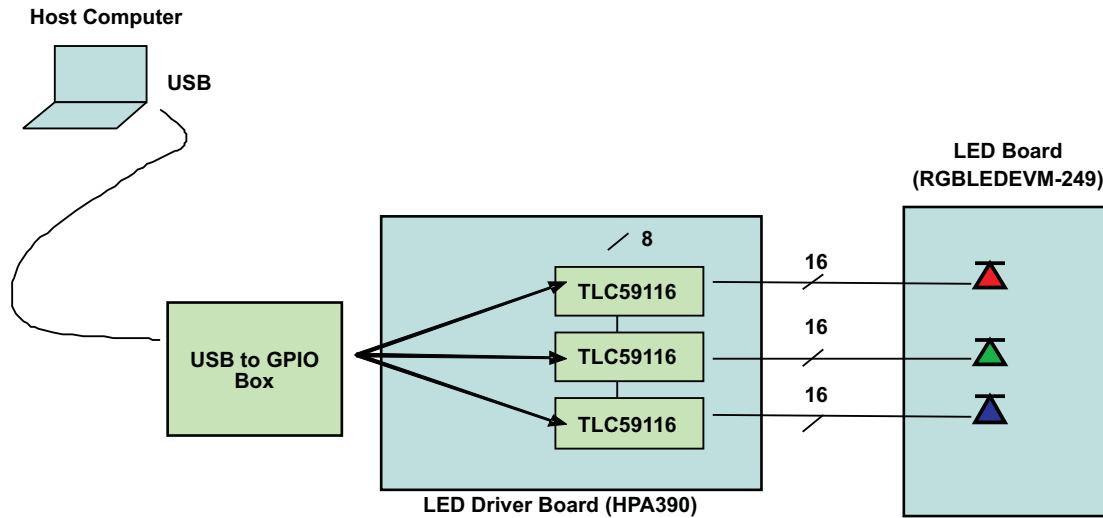 Host Computer
USB
LED Board
(RGBLEDEVM-249)
8
TLC59116
16
TLC59116
16
USB to GPIO
Box
TLC59116
16
LED Driver Board (HPA390)